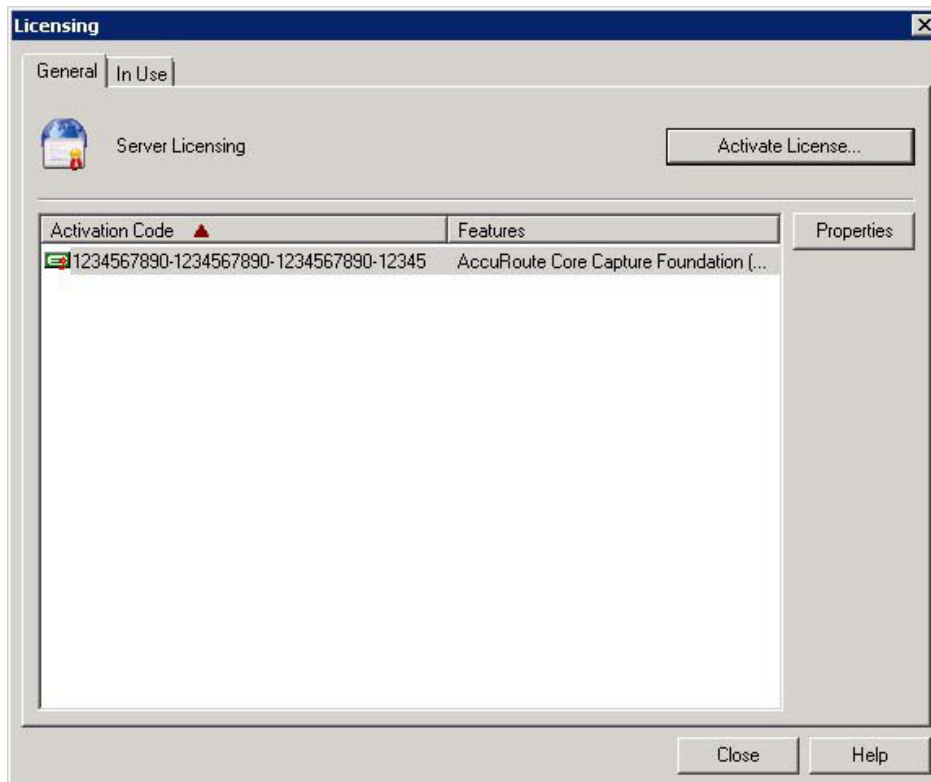 Licensing
General In Use
Server Licensing Activate License...
Activation Code Features Properties
1234567890-1234567890-1234567890-12345 AccuRoute Core Capture Foundation (...
Close Help